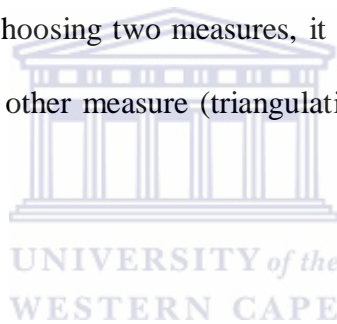 hoosing two measures, it
other measure (triangulati
UNIVERSITY of the
WESTERN CAPE